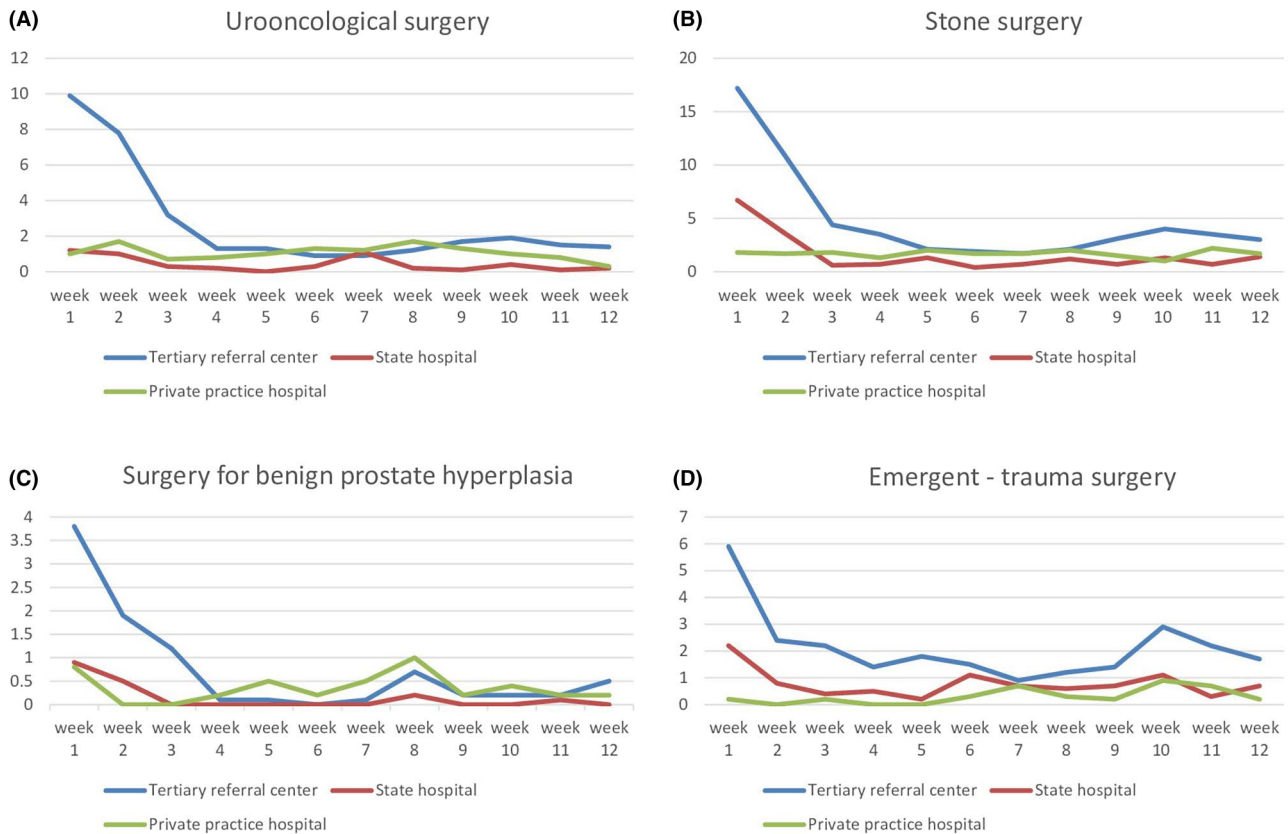 (A)
Urooncological surgery
12
10
8
6
4
2
0
week week week week week week week week week week week week
1 2 3 4 5 6 7 8 9 10 11 12
Tertiary referral center State hospital
Private practice hospital
(B)
Stone surgery
20
15
10
5
0
week week week week week week week week week week week week
1 2 3 4 5 6 7 8 9 10 11 12
Tertiary referral center State hospital
Private practice hospital
(C)
Surgery for benign prostate hyperplasia
4
3.5
3
2.5
2
1.5
1
0.5
0
week week week week week week week week week week week week
1 2 3 4 5 6 7 8 9 10 11 12
Tertiary referral center State hospital
Private practice hospital
(D)
Emergent - trauma surgery
7
6
5
4
3
2
1
0
week week week week week week week week week week week week
1 2 3 4 5 6 7 8 9 10 11 12
Tertiary referral center State hospital
Private practice hospital